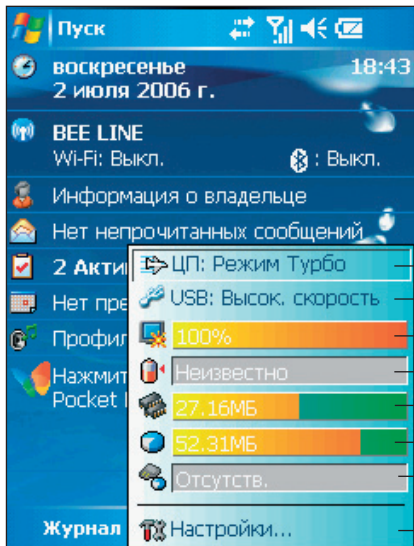 Пуск
воскресенье 18:43
2 июля 2006 г.
BEE LINE
Wi-Fi: Выкл. : Выкл.
Информация о владельце
Нет непрочитанных сообщений
2 Акти
Нет пре
Профил
Нажмит
Pocket
ЦП: Режим Турбо
USB: Высок. скорость
100%
Неизвестно
27.16МБ
52.31МБ
Отсутств.
Настройки...
Журнал